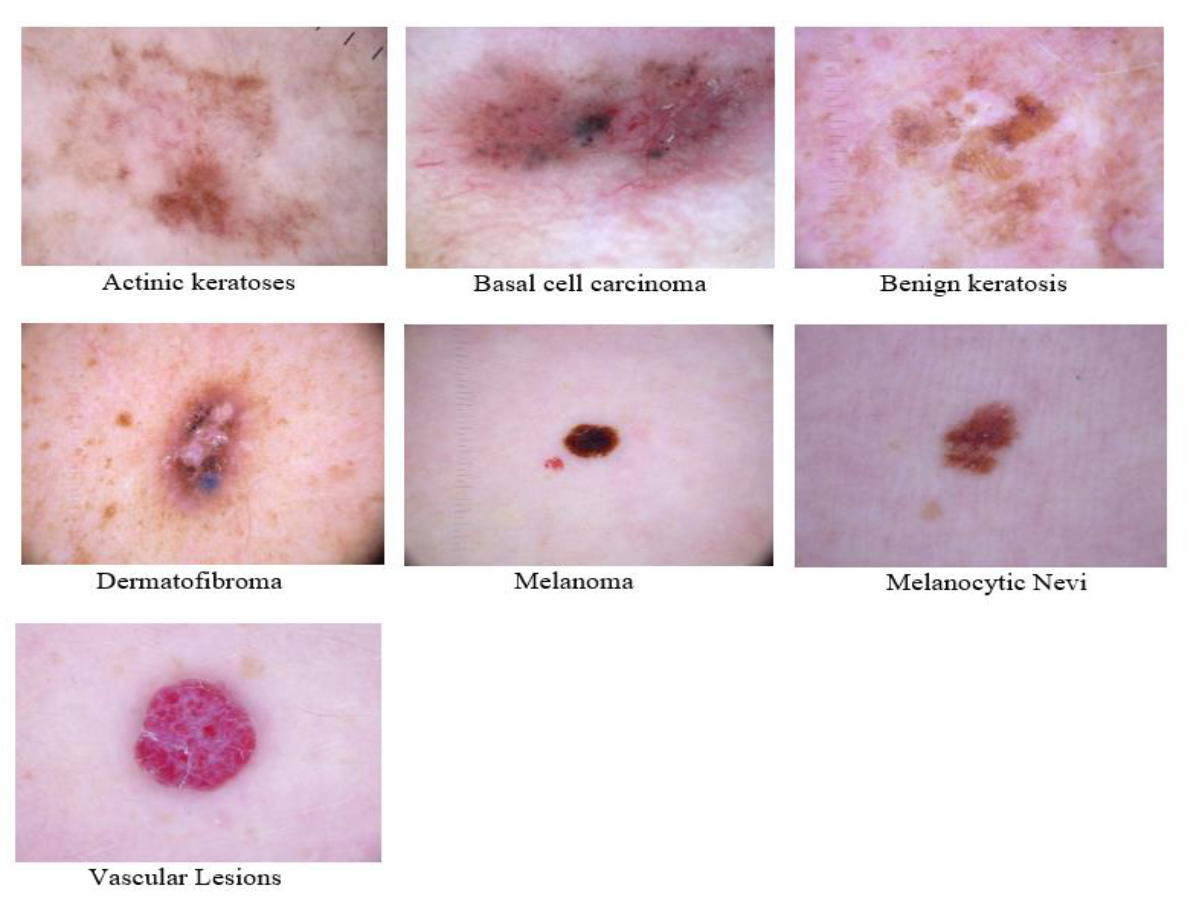 Actinic keratoses
Basal cell carcinoma
Benign keratosis
Dermatofibroma
Melanoma
Melanocytic Nevi
Vascular Lesions